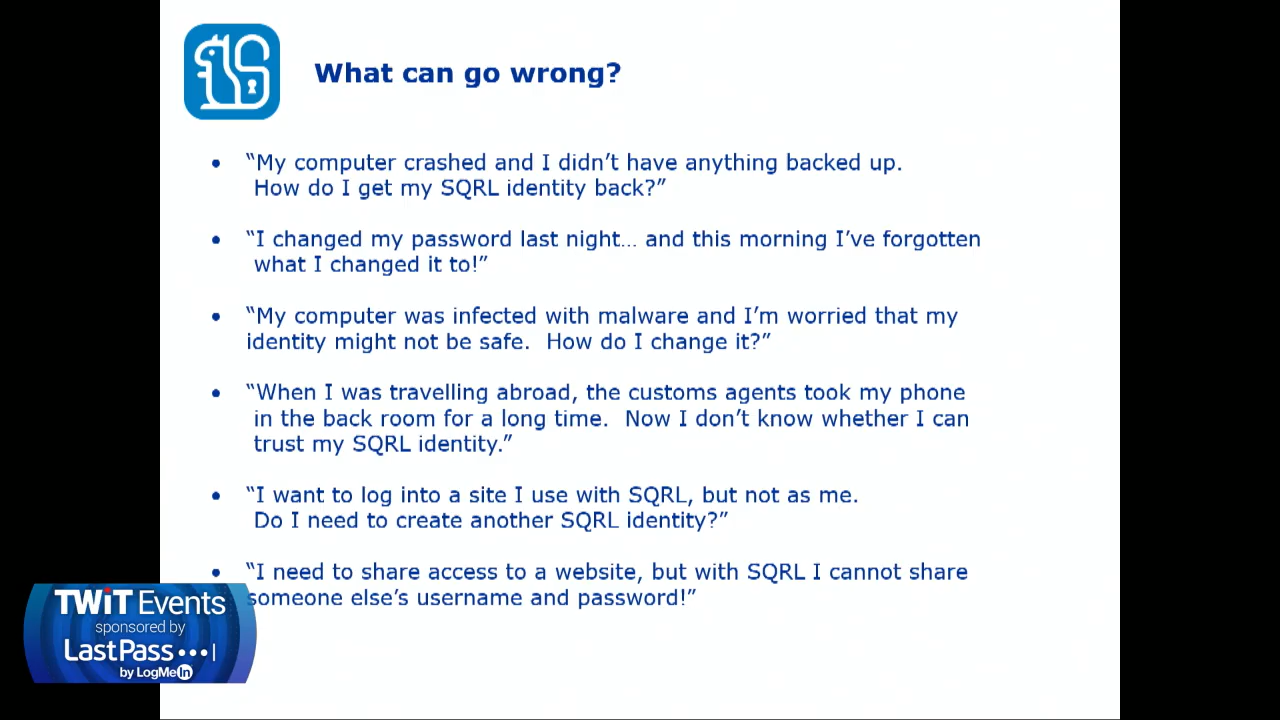 What can go wrong?
• “My computer crashed and I didn’t have anything backed up.
How do I get my SQRL identity back?”
• “I changed my password last night… and this morning I’ve forgotten
what I changed it to!”
• “My computer was infected with malware and I’m worried that my
identity might not be safe.  How do I change it?”
• “When I was travelling abroad, the customs agents took my phone
in the back room for a long time.  Now I don’t know whether I can
trust my SQRL identity.”
• “I want to log into a site I use with SQRL, but not as me.
Do I need to create another SQRL identity?”
• “I need to share access to a website, but with SQRL I cannot share
someone else’s username and password!”
TWiT Events
sponsored by
LastPass •••|
by LogMeIn